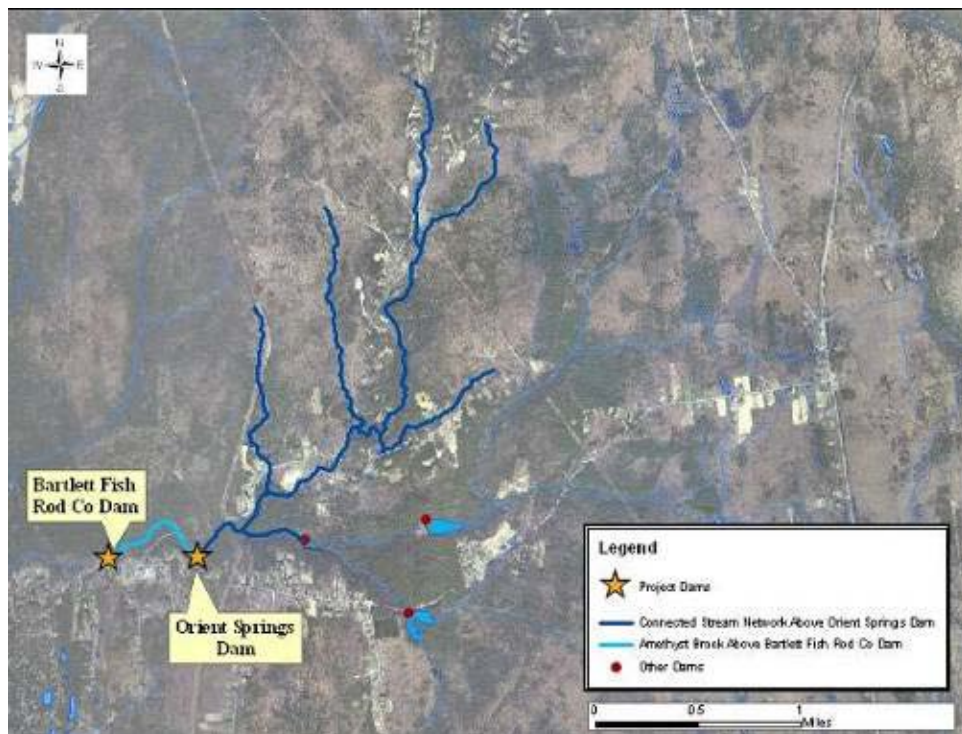 N
W E
S
Bartlett Fish
Rod Co Dam
Orient Springs
Dam
Legend
Project Dams
Connected Stream Network Above Orient Springs Dam
Amethyst Brook Above Bartlett Fish Rod Co Dam
Other Dams
0 0.5 1
Miles